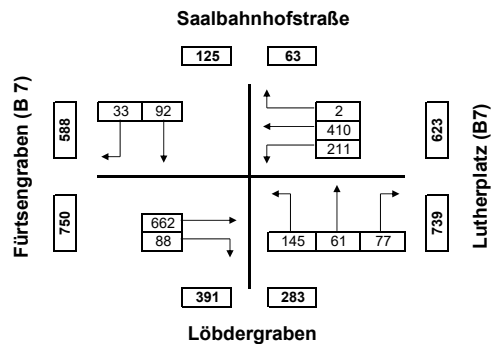 Saalbahnhofstraße
125 63
Fürtsengraben (B 7)
588
750
33 92
2
410
211
623
739
Lutherplatz (B7)
662
88
145 61 77
391 283
Löbdergraben